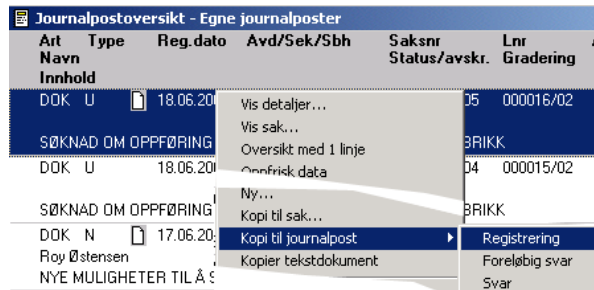 Journalpostoversikt - Egne journalposter
Art Type Reg.dato Avd/Sek/Sbh Saksnr Lnr
Navn Status/avskr. Gradering
Innhold
DOK U 18.06.20 05 000016/02
SØKNAD OM OPPFØRING BRIKK
DOK U 18.06.20 04 000015/02
SØKNAD OM OPPFØRING BRIKK
DOK N 17.06.20
Roy Østensen
NYE MULIGHETER TIL Å
Vis detaljer...
Vis sak...
Oversikt med 1 linje
Oppfrisk data
Ny...
Kopi til sak...
Kopi til journalpost
Kopier tekstdokument
Registrering
Foreløbig svar
Svar